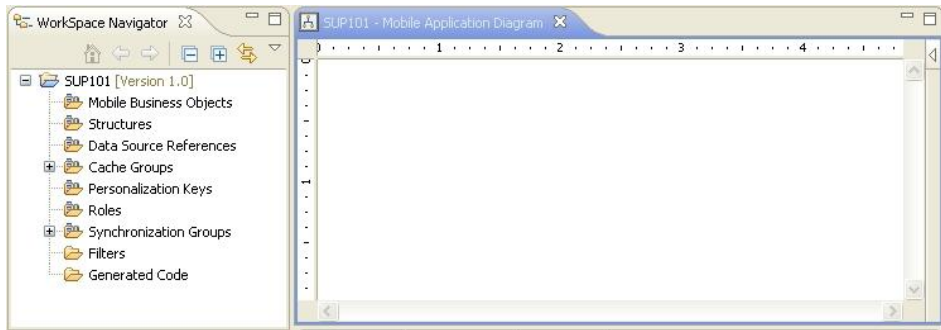 WorkSpace Navigator
SUP101 - Mobile Application Diagram
1 2 3 4
SUP101 [Version 1.0]
Mobile Business Objects
Structures
Data Source References
Cache Groups
Personalization Keys
Roles
Synchronization Groups
Filters
Generated Code
0
1